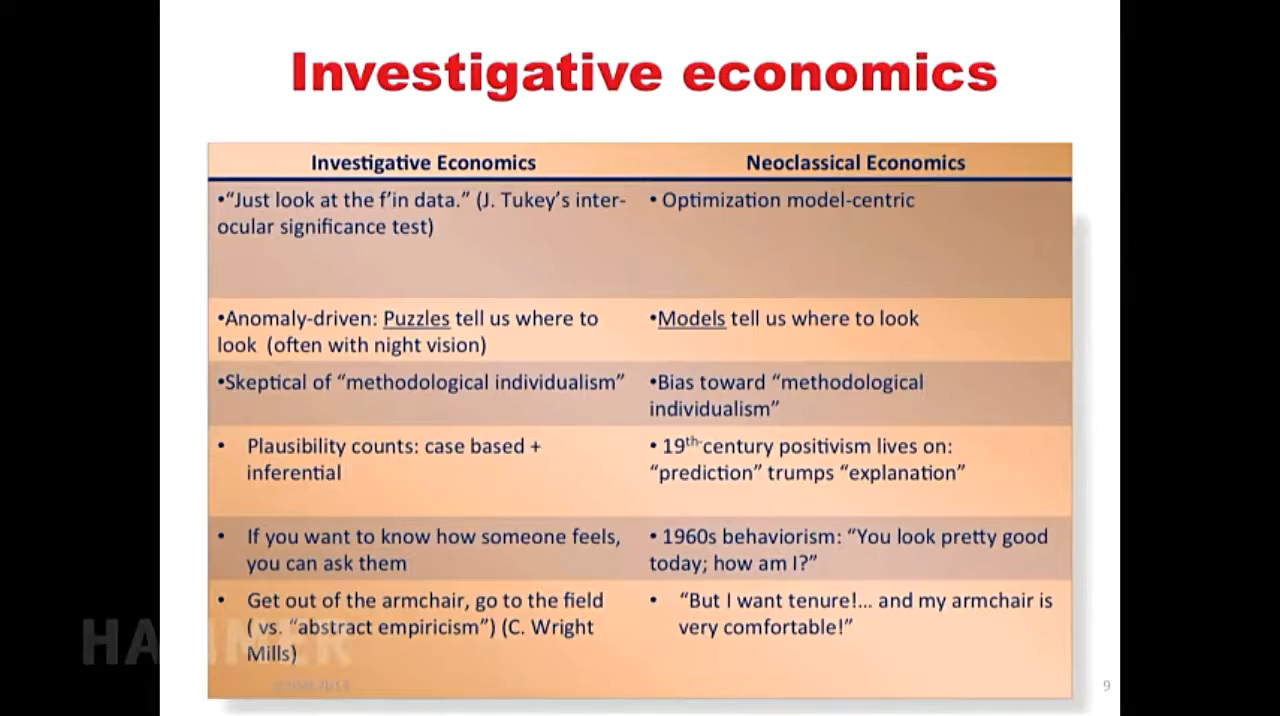 Investigative economics
Investigative Economics
Neoclassical Economics
•“Just look at the f’in data.” (J. Tukey’s inter-
ocular significance test)
• Optimization model-centric
•Anomaly-driven: Puzzles tell us where to
look (often with night vision)
•Models tell us where to look
•Skeptical of “methodological individualism”
•Bias toward “methodological
individualism”
• Plausibility counts: case based +
inferential
• 19th-century positivism lives on:
“prediction” trumps “explanation”
• If you want to know how someone feels,
you can ask them
• 1960s behaviorism: “You look pretty good
today; how am I?”
• Get out of the armchair, go to the field
( vs. “abstract empiricism”) (C. Wright
Mills)
• “But I want tenure!... and my armchair is
very comfortable!”
HAMMER
9